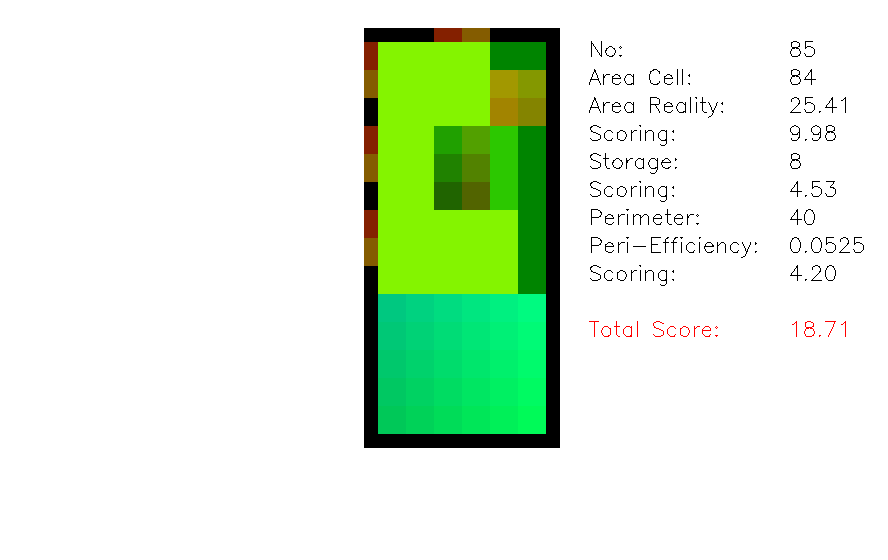 No: 85
Area Cell: 84
Area Reality: 25.41
Scoring: 9.98
Storage: 8
Scoring: 4.53
Perimeter: 40
Peri-Efficiency: 0.0525
Scoring: 4.20
Total Score: 18.71